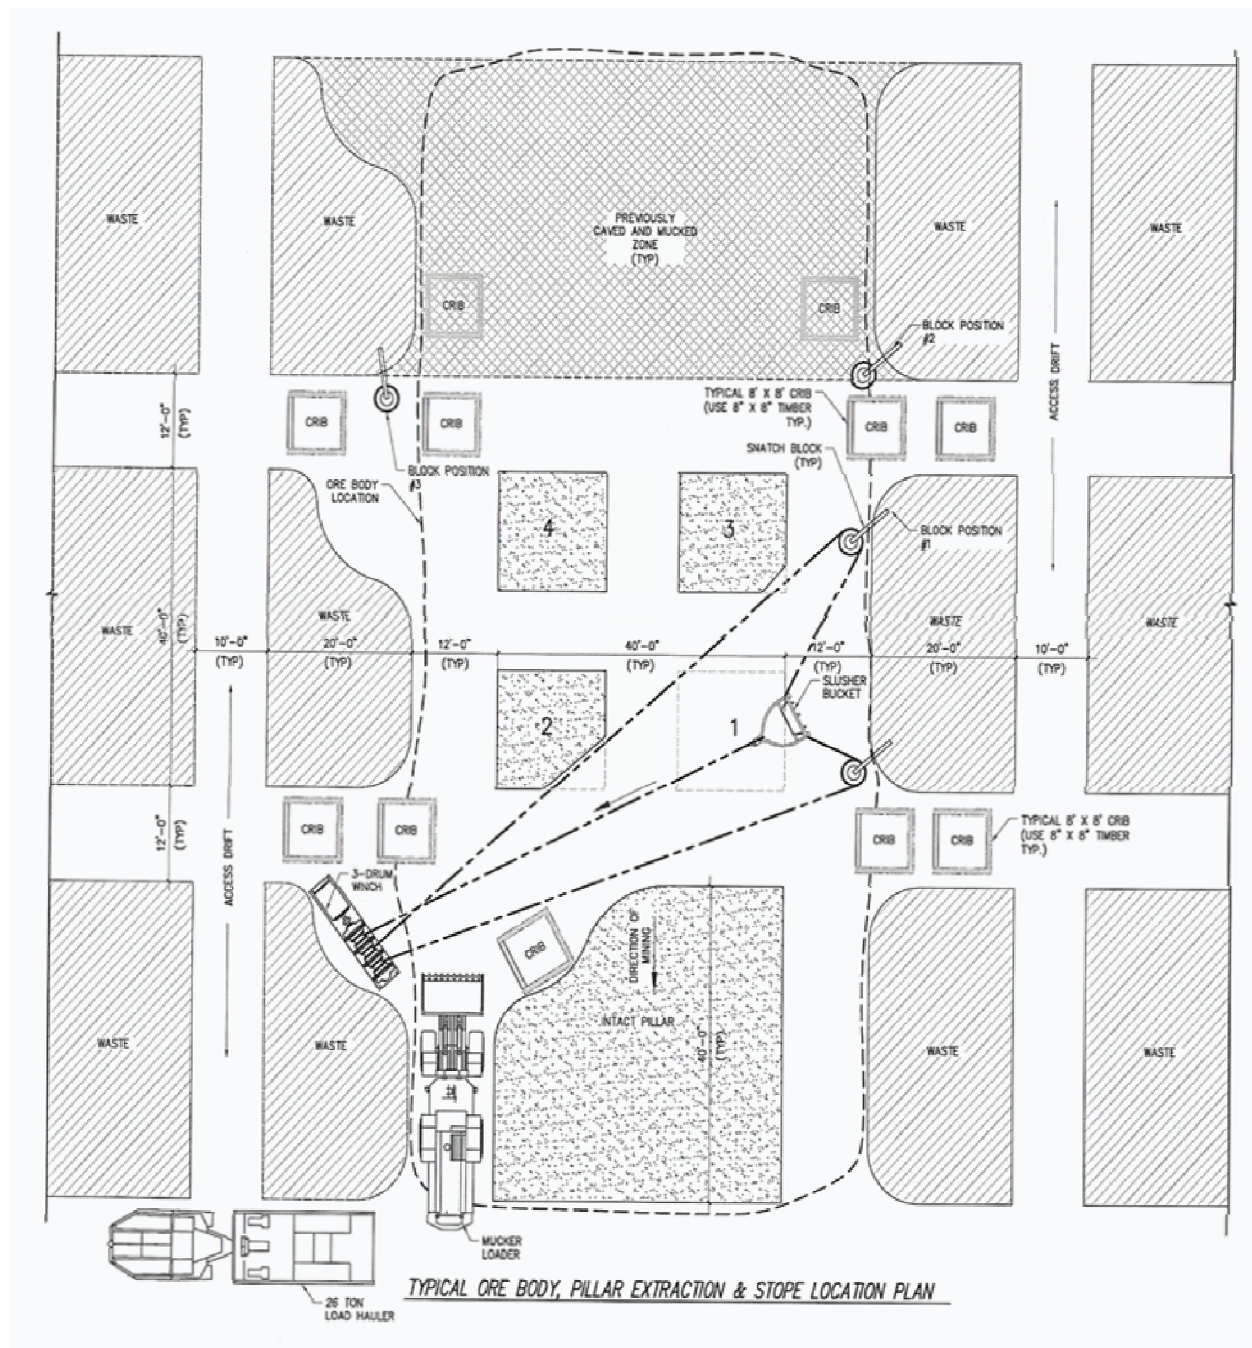 WASTE
WASTE
PREVIOUSLY
CAVED AND MUCKED
ZONE
(TYP)
WASTE
WASTE
CRIB
CRIB
BLOCK POSITION
#2
ACCESS DRIFT
12'-0"
(TYP)
CRIB
CRIB
TYPICAL 8' X 8' CRIB
(USE 8" X 8" TIMBER
TYP.)
CRIB
CRIB
SNATCH BLOCK
(TYP)
BLOCK POSITION
#3
ORE BODY
LOCATION
4
3
BLOCK POSITION
#1
WASTE
WASTE
WASTE
WASTE
40'-0"
(TYP)
10'-0"
(TYP)
20'-0"
(TYP)
12'-0"
(TYP)
40'-0"
(TYP)
12'-0"
(TYP)
20'-0"
(TYP)
10'-0"
(TYP)
SLUSHER
BUCKET
2
1
12'-0"
(TYP)
CRIB
CRIB
CRIB
CRIB
TYPICAL 8' X 8' CRIB
(USE 8" X 8" TIMBER
TYP.)
ACCESS DRIFT
3-DRUM
WINCH
CRIB
DIRECTION OF
MINING
INTACT PILLAR
40'-0"
(TYP)
WASTE
WASTE
WASTE
WASTE
MUCKER
LOADER
26 TON
LOAD HAULER
TYPICAL ORE BODY, PILLAR EXTRACTION & STOPE LOCATION PLAN